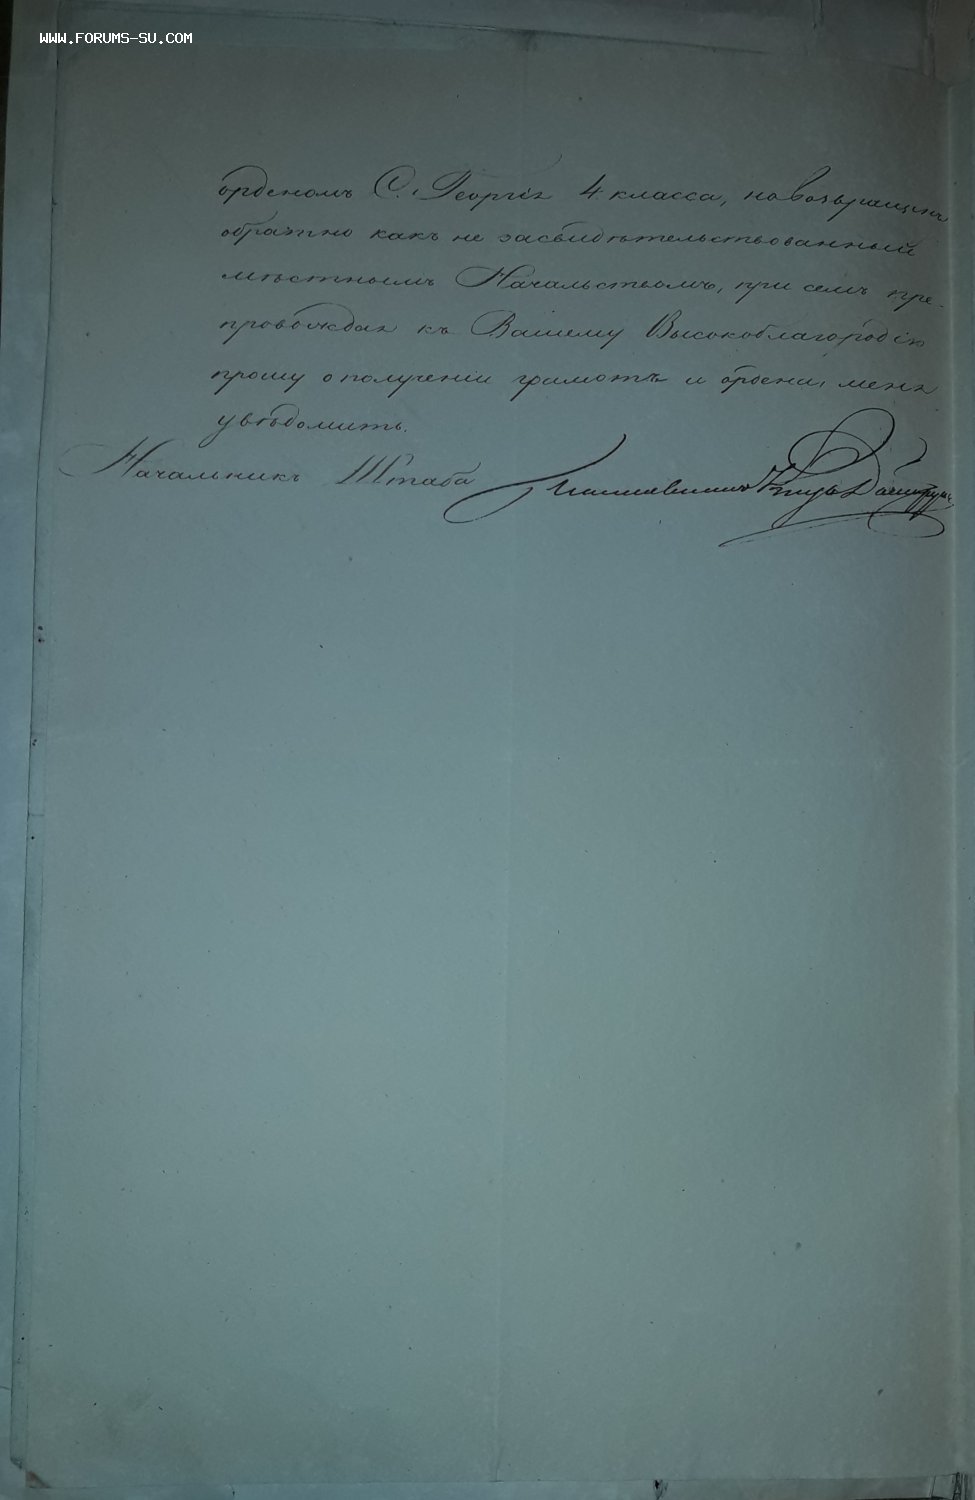 WWW.FORUMS-SU.COM
орденомъ С. Георгія 4 класса, но возвращенъ
обратно какъ не засвидѣтельствованный
мѣстнымъ Начальствомъ, при семъ пре-
провождая къ Вашему Высокоблагородію
прошу о полученіи грамотъ и ордена, меня
увѣдомить.
Начальникъ Штаба